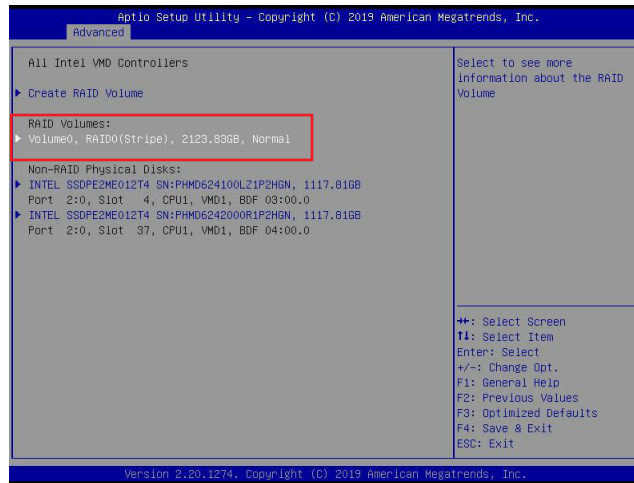 Aptio Setup Utility – Copyright (C) 2019 American Megatrends, Inc.
Advanced
All Intel VMD Controllers
Create RAID Volume
RAID Volumes:
Volume0, RAID0(Stripe), 2123.83GB, Normal
Non-RAID Physical Disks:
INTEL SSDPE2ME012T4 SN:PHMD624100LZ1P2HGN, 1117.81GB
Port 2:0, Slot 4, CPU1, VMD1, BDF 03:00.0
INTEL SSDPE2ME012T4 SN:PHMD6242000R1P2HGN, 1117.81GB
Port 2:0, Slot 37, CPU1, VMD1, BDF 04:00.0
Select to see more
information about the RAID
Volume
→←: Select Screen
↑↓: Select Item
Enter: Select
+/-: Change Opt.
F1: General Help
F2: Previous Values
F3: Optimized Defaults
F4: Save & Exit
ESC: Exit
Version 2.20.1274. Copyright (C) 2019 American Megatrends, Inc.